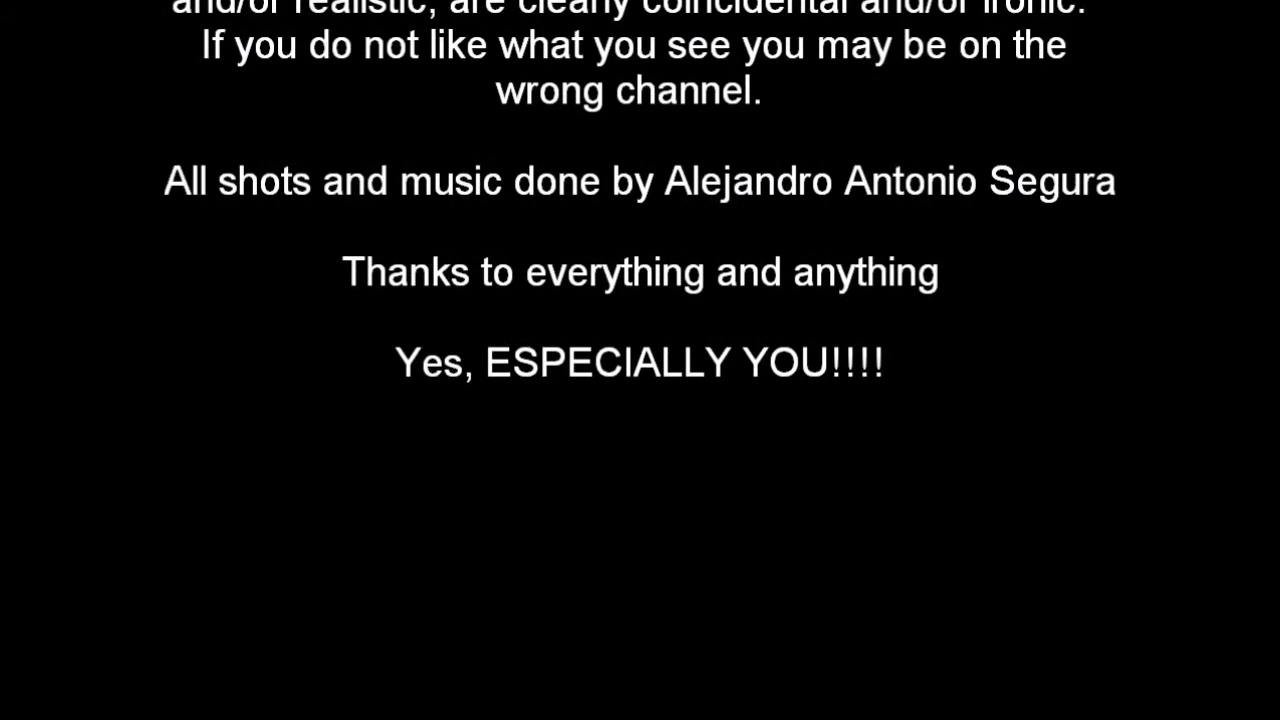 and/or realistic, are clearly coincidental and/or ironic.
If you do not like what you see you may be on the
wrong channel.
All shots and music done by Alejandro Antonio Segura
Thanks to everything and anything
Yes, ESPECIALLY YOU!!!!